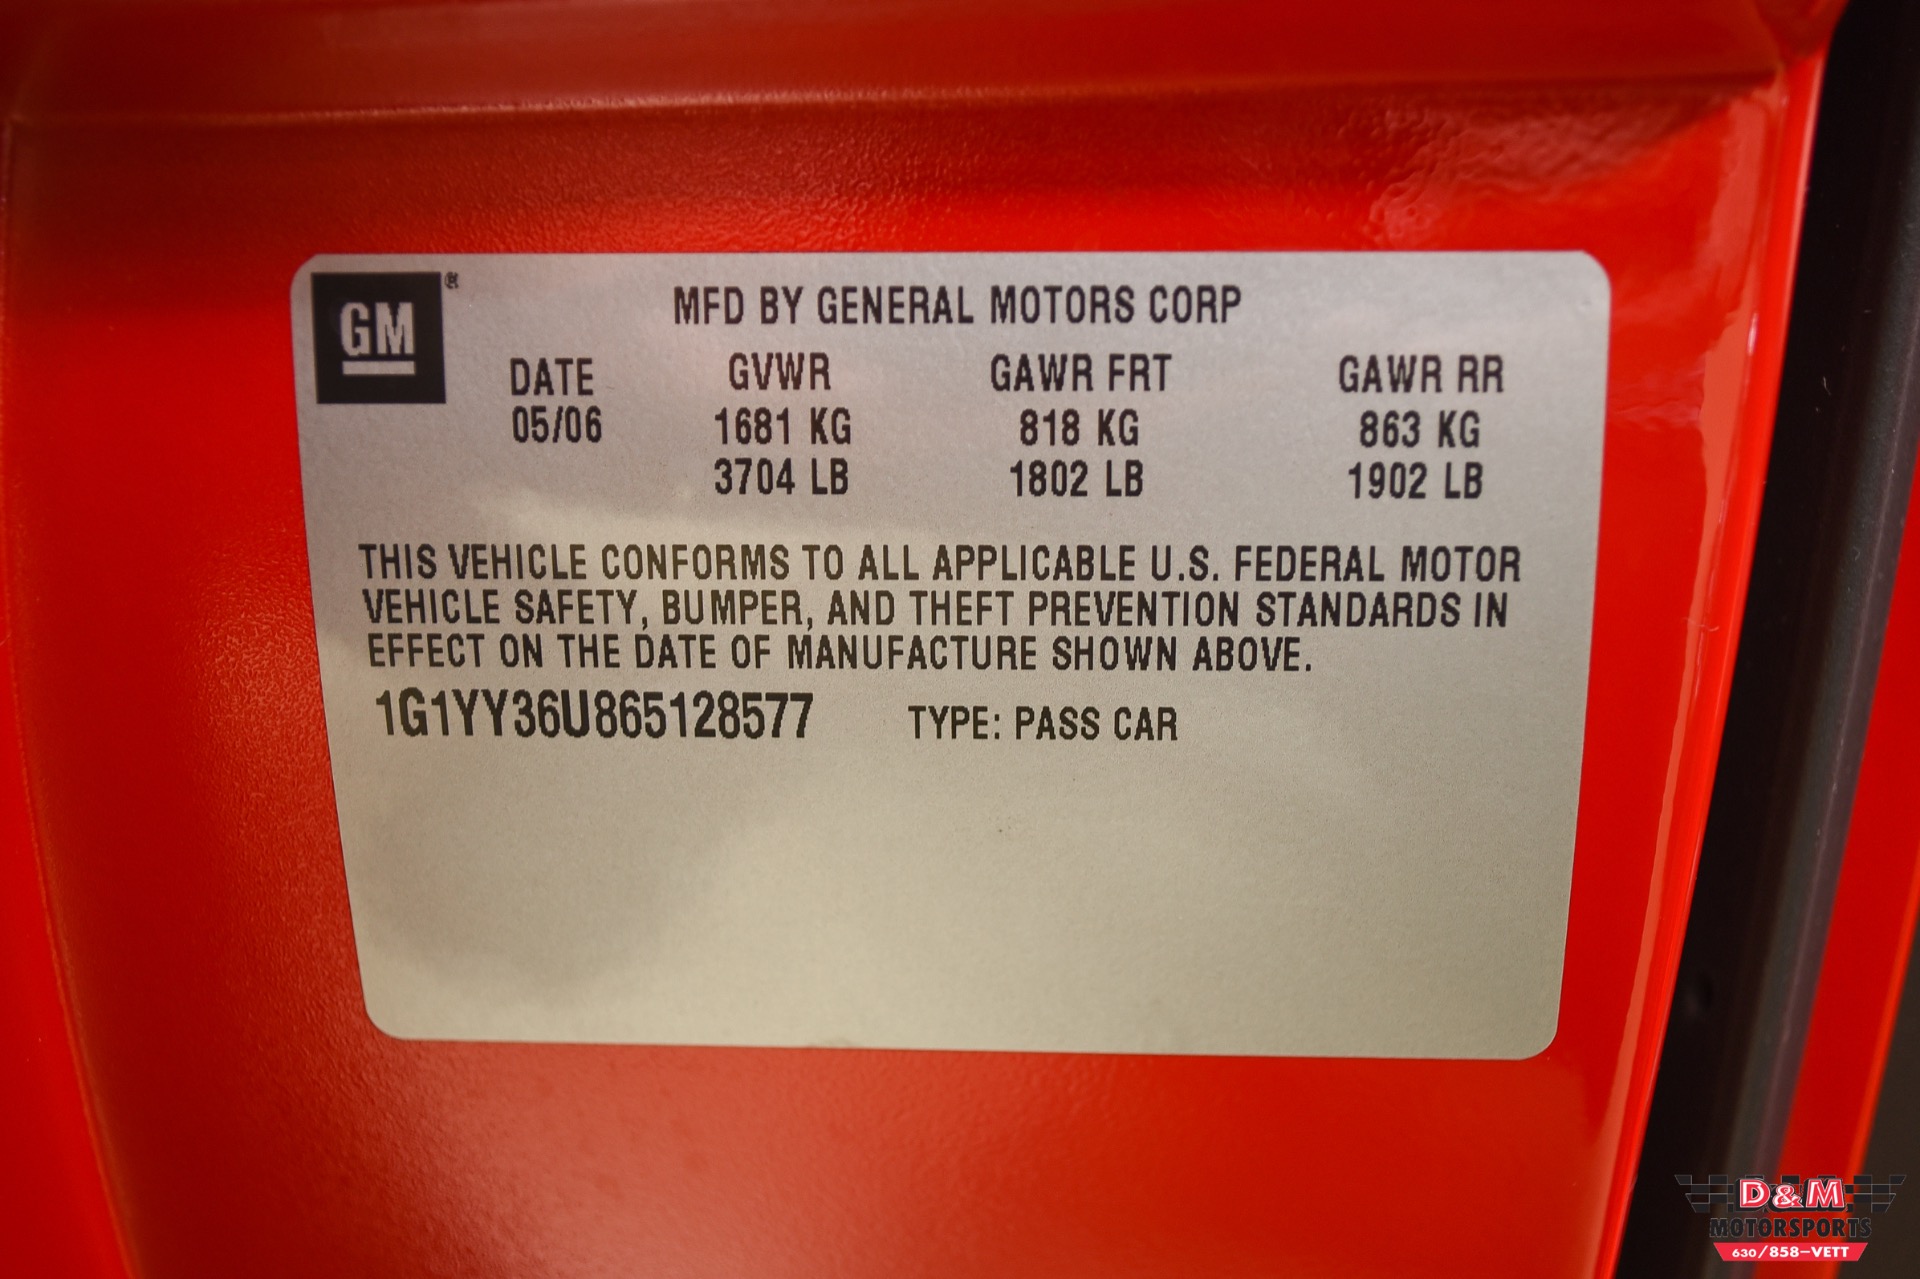 GM®
MFD BY GENERAL MOTORS CORP
DATE GVWR GAWR FRT GAWR RR
05/06 1681 KG 818 KG 863 KG
3704 LB 1802 LB 1902 LB
THIS VEHICLE CONFORMS TO ALL APPLICABLE U.S. FEDERAL MOTOR
VEHICLE SAFETY, BUMPER, AND THEFT PREVENTION STANDARDS IN
EFFECT ON THE DATE OF MANUFACTURE SHOWN ABOVE.
1G1YY36U865128577 TYPE: PASS CAR
D&M
MOTORSPORTS
630/858-VETT